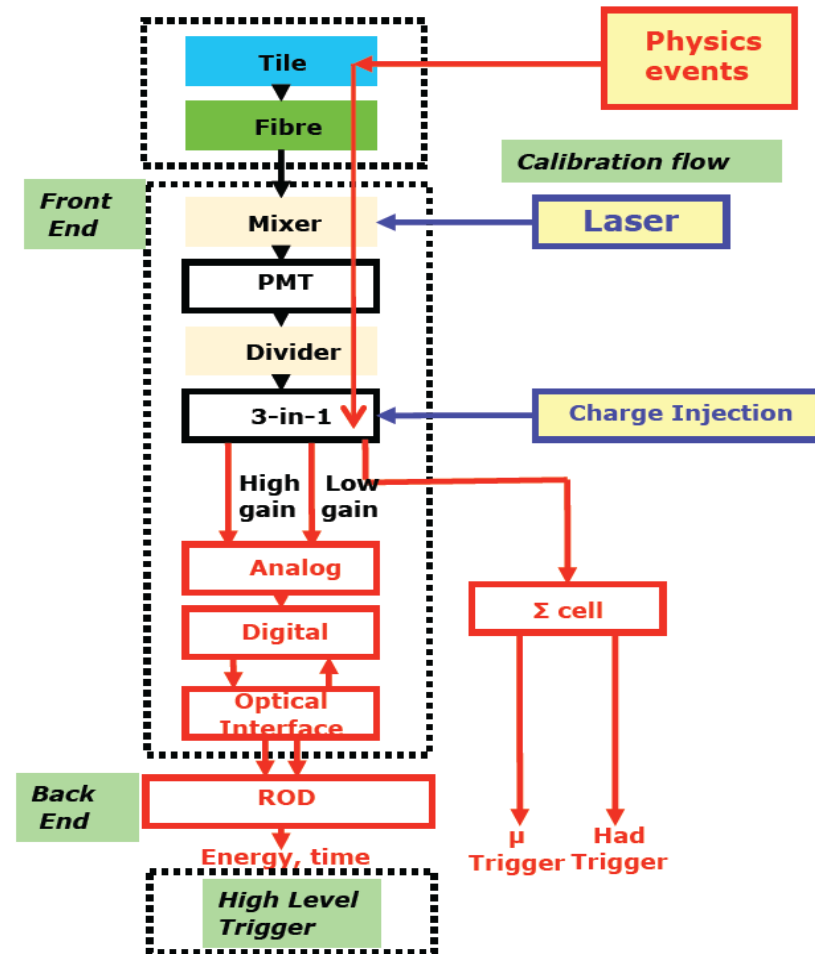 Tile
Physics
events
Fibre
Calibration flow
Front
End
Mixer
Laser
PMT
Divider
3-in-1
Charge Injection
High
gain
Low
gain
Analog
Digital
Σ cell
Optical
Interface
Back
End
ROD
Energy, time
μ
Trigger
Had
Trigger
High Level
Trigger